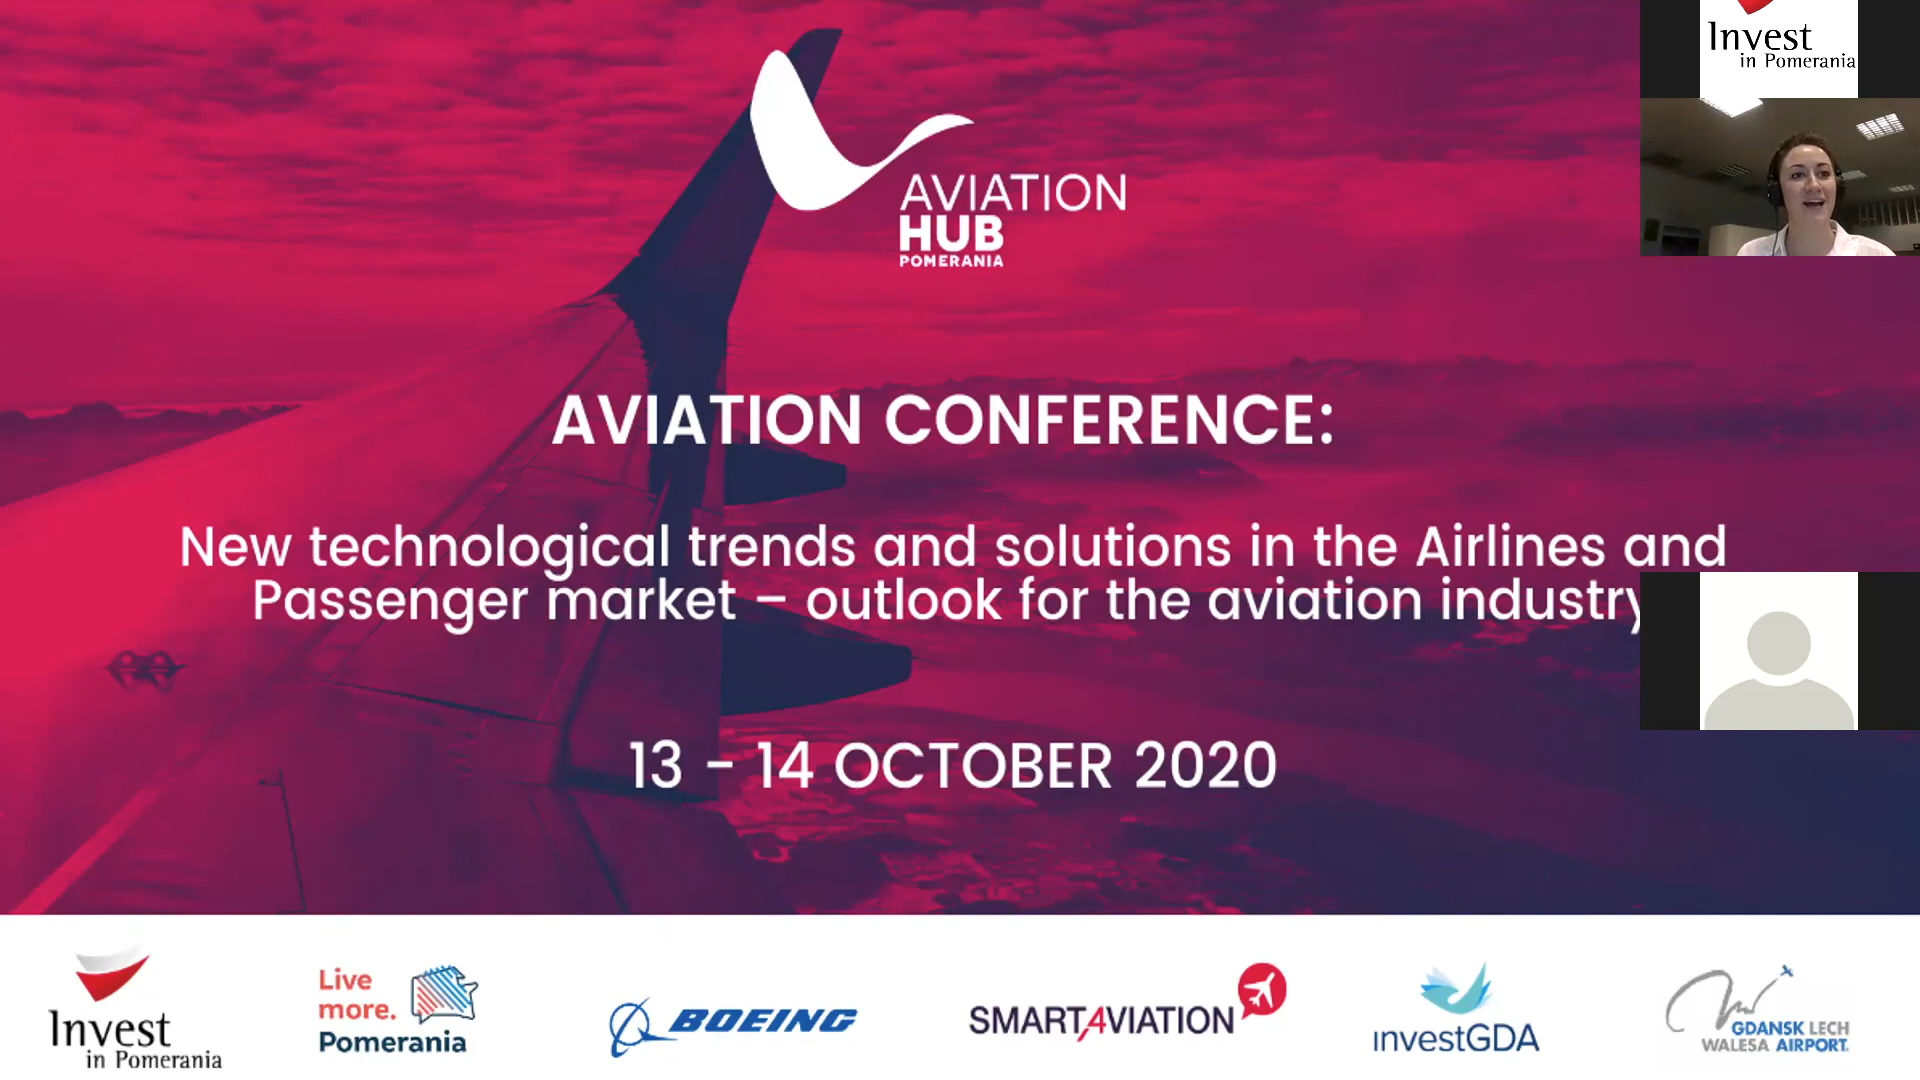 AVIATION
HUB
POMERANIA
Invest
in Pomerania
AVIATION CONFERENCE:
New technological trends and solutions in the Airlines and
Passenger market – outlook for the aviation industry
13 - 14 OCTOBER 2020
Invest
in Pomerania
Live
more.
Pomerania
BOEING
SMARTAVIATION
investGDA
GDANSK LECH
WALESA AIRPORT